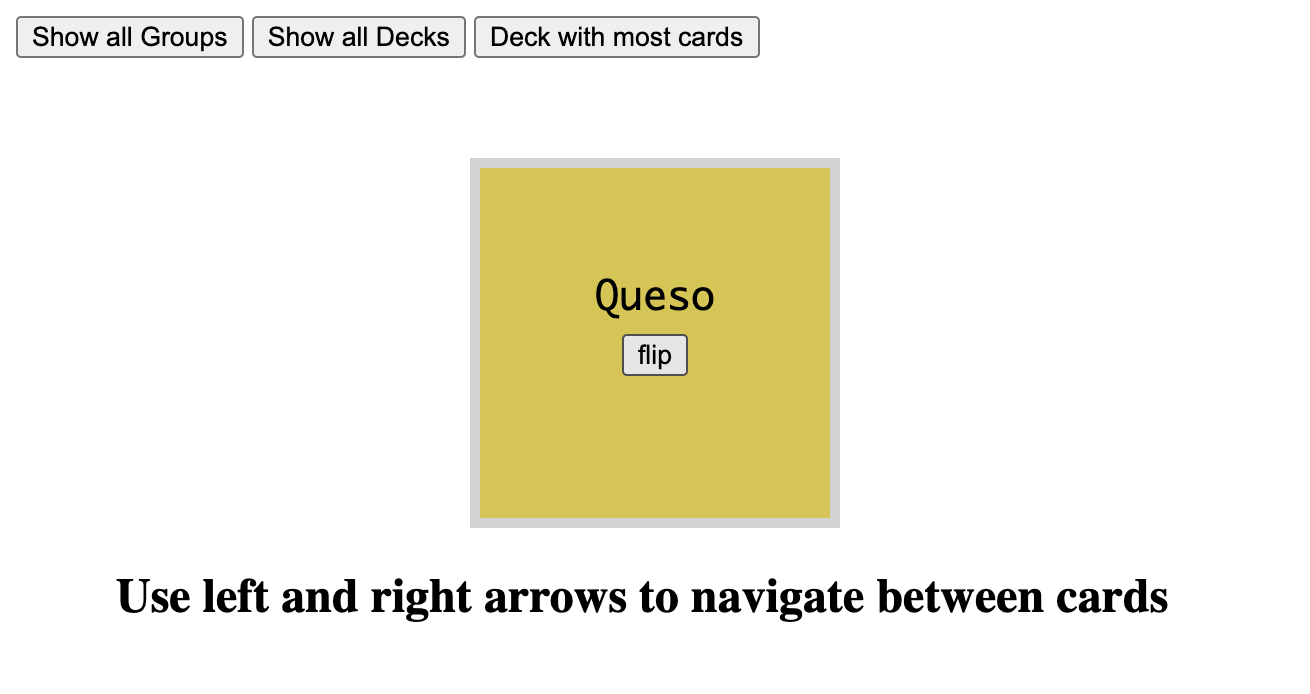 Show all Groups Show all Decks Deck with most cards
Queso
flip
Use left and right arrows to navigate between cards